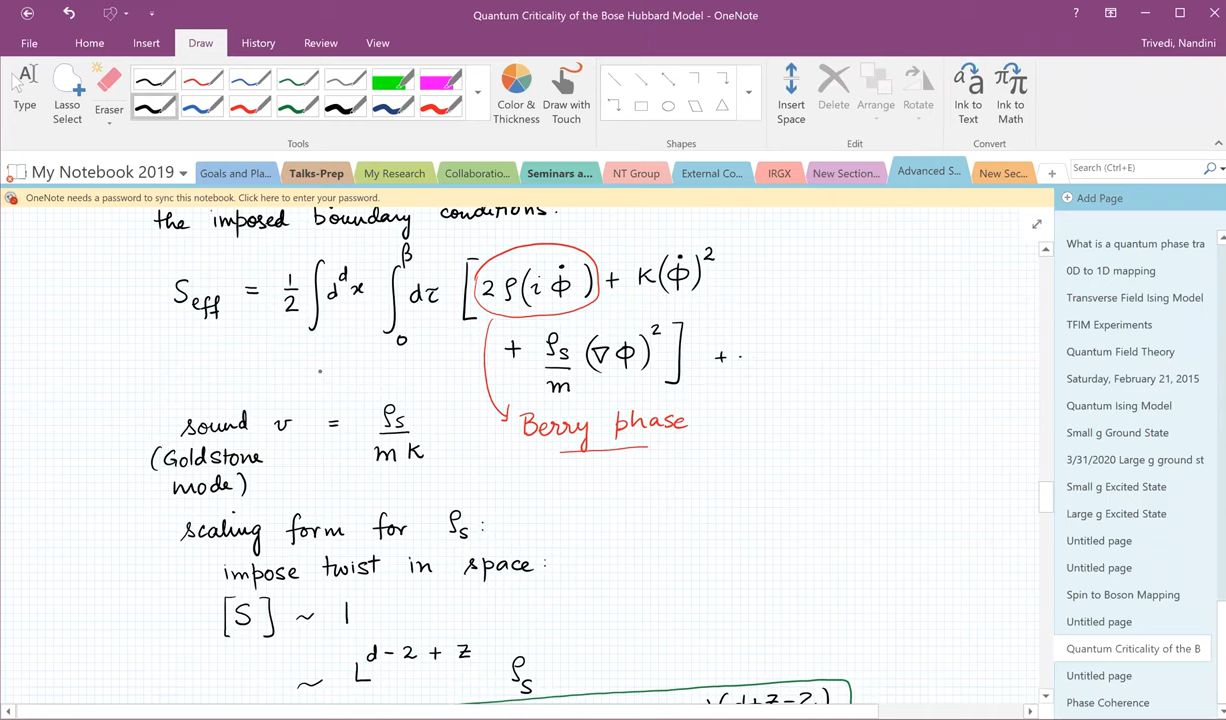 Quantum Criticality of the Bose Hubbard Model - OneNote
File Home Insert Draw History Review View
Trivedi, Nandini
Type
Lasso Select
Eraser
Color & Thickness
Draw with Touch
Insert Space
Delete
Arrange
Rotate
Ink to Text
Ink to Math
Tools
Shapes
Edit
Convert
My Notebook 2019
Goals and Pla...
Talks-Prep
My Research
Collaboratio...
Seminars a...
NT Group
External Co...
IRGX
New Section...
Advanced S...
New Sec...
Search (Ctrl+E)
OneNote needs a password to sync this notebook. Click here to enter your password.
the imposed boundary conditions.
S_eff = 1/2 ∫ d^d x ∫_0^β dτ [ 2ρ(i φ̇) + K(φ̇)^2
+ ρ_s/m (∇φ)^2 ] + ·
Berry phase
sound v = ρ_s/mK
(Goldstone
mode)
scaling form for ρ_s:
impose twist in space:
[S] ~ 1
~ L^{d-2+z} ρ_s
ν(d+z-2)
Add Page
What is a quantum phase tra
0D to 1D mapping
Transverse Field Ising Model
TFIM Experiments
Quantum Field Theory
Saturday, February 21, 2015
Quantum Ising Model
Small g Ground State
3/31/2020 Large g ground st
Small g Excited State
Large g Excited State
Untitled page
Untitled page
Spin to Boson Mapping
Untitled page
Quantum Criticality of the B
Untitled page
Phase Coherence